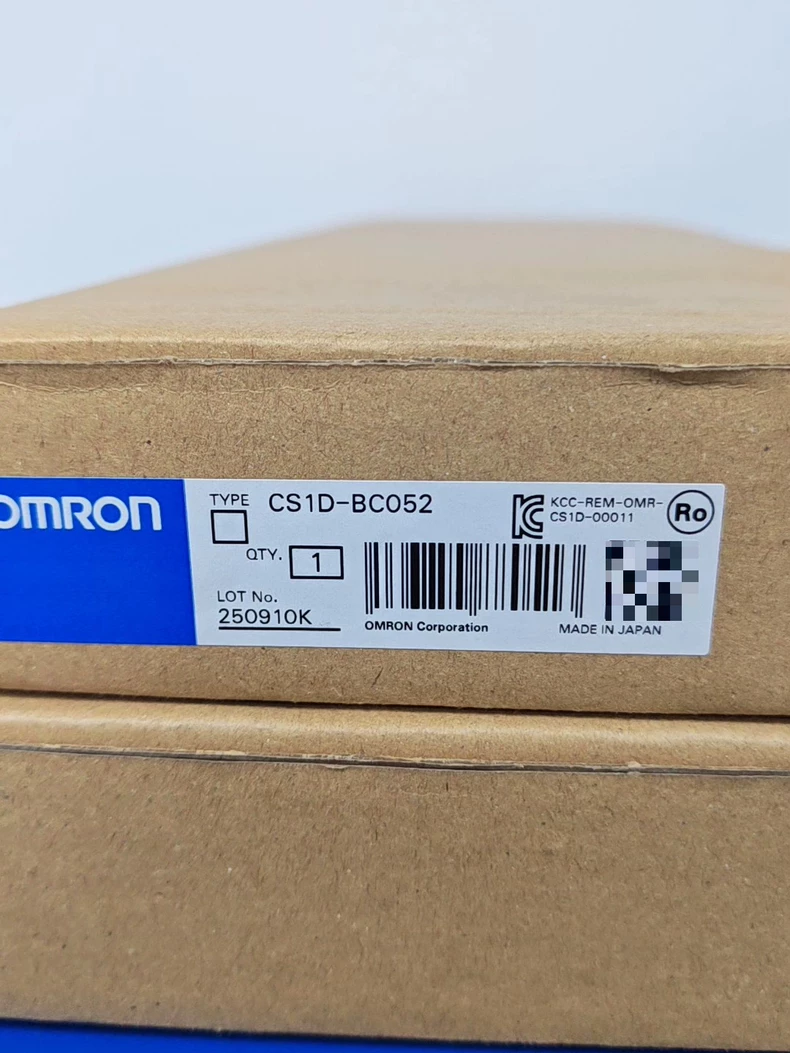 OMRON
TYPE CS1D-BC052
KCC-REM-OMR-
CS1D-00011
Ro
QTY. 1
LOT No.
250910K
OMRON Corporation
MADE IN JAPAN